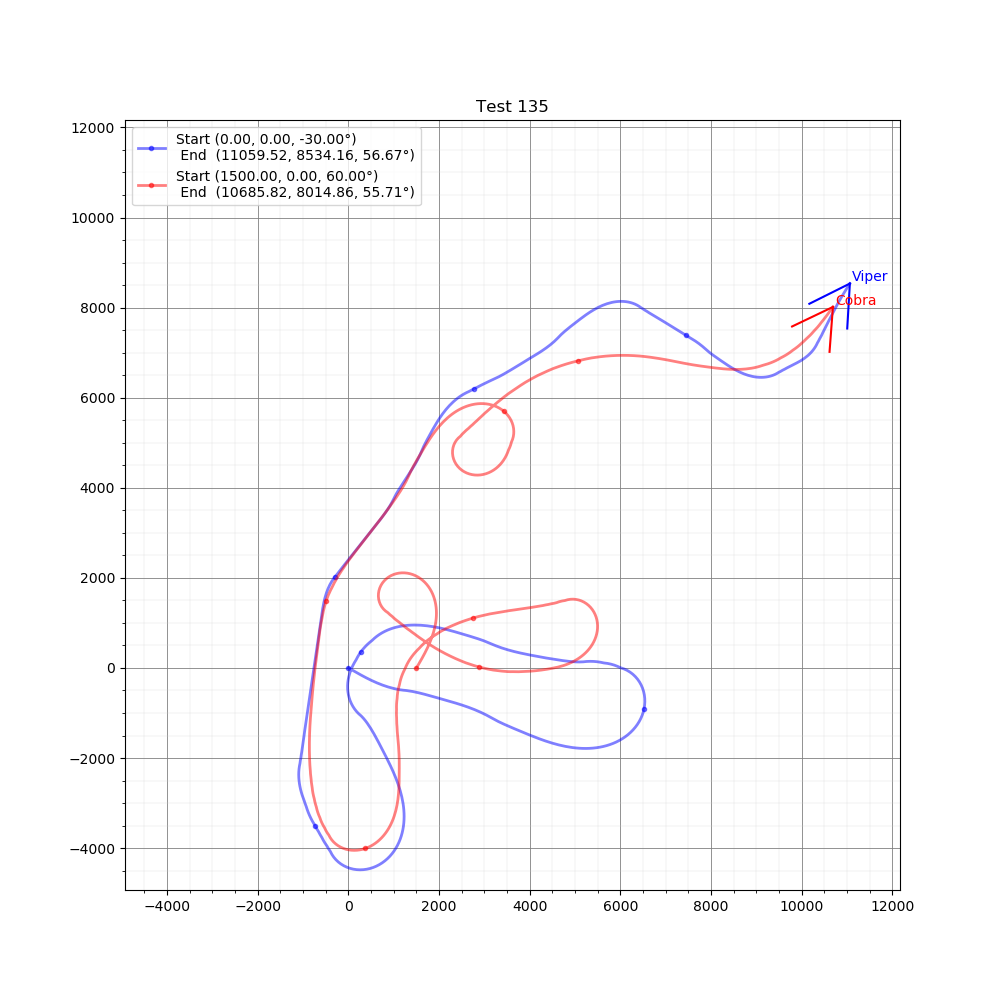 Test 135
Start (0.00, 0.00, -30.00°)
End (11059.52, 8534.16, 56.67°)
Start (1500.00, 0.00, 60.00°)
End (10685.82, 8014.86, 55.71°)
Viper
Cobra
12000
10000
8000
6000
4000
2000
0
−2000
−4000
−4000 −2000 0 2000 4000 6000 8000 10000 12000